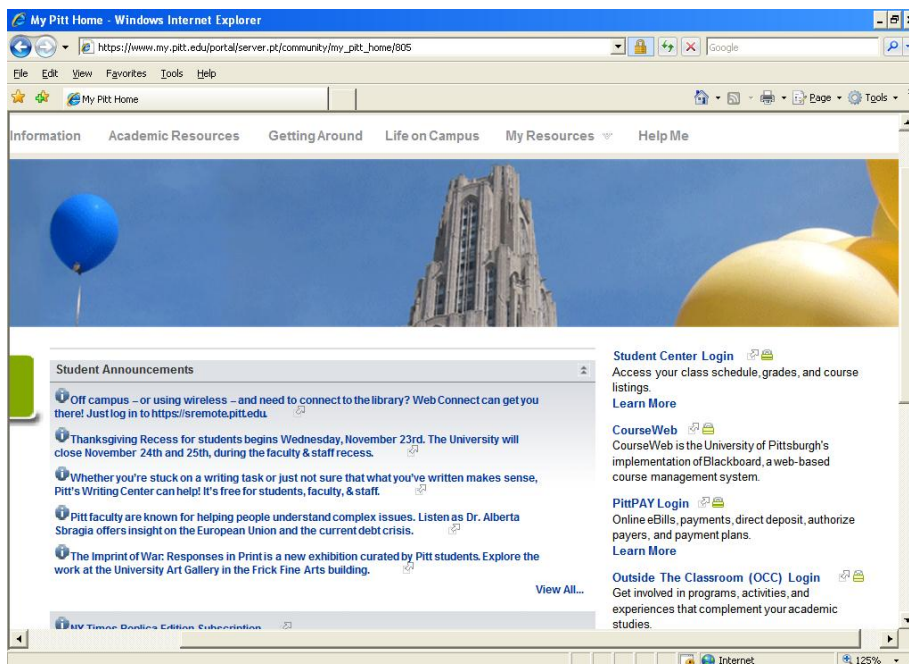 My Pitt Home - Windows Internet Explorer
https://www.my.pitt.edu/portal/server.pt/community/my_pitt_home/805
Google
File Edit View Favorites Tools Help
My Pitt Home
Page Tools
Information Academic Resources Getting Around Life on Campus My Resources Help Me
Student Announcements
Off campus – or using wireless – and need to connect to the library? Web Connect can get you
there! Just log in to https://sremote.pitt.edu.
Thanksgiving Recess for students begins Wednesday, November 23rd. The University will
close November 24th and 25th, during the faculty & staff recess.
Whether you're stuck on a writing task or just not sure that what you've written makes sense,
Pitt's Writing Center can help! It's free for students, faculty, & staff.
Pitt faculty are known for helping people understand complex issues. Listen as Dr. Alberta
Sbragia offers insight on the European Union and the current debt crisis.
The Imprint of War: Responses in Print is a new exhibition curated by Pitt students. Explore the
work at the University Art Gallery in the Frick Fine Arts building.
View All...
NY Times Replica Edition Subscription
Student Center Login
Access your class schedule, grades, and course
listings.
Learn More
CourseWeb
CourseWeb is the University of Pittsburgh's
implementation of Blackboard, a web-based
course management system.
PittPAY Login
Online eBills, payments, direct deposit, authorize
payers, and payment plans.
Learn More
Outside The Classroom (OCC) Login
Get involved in programs, activities, and
experiences that complement your academic
studies.
Internet
125%